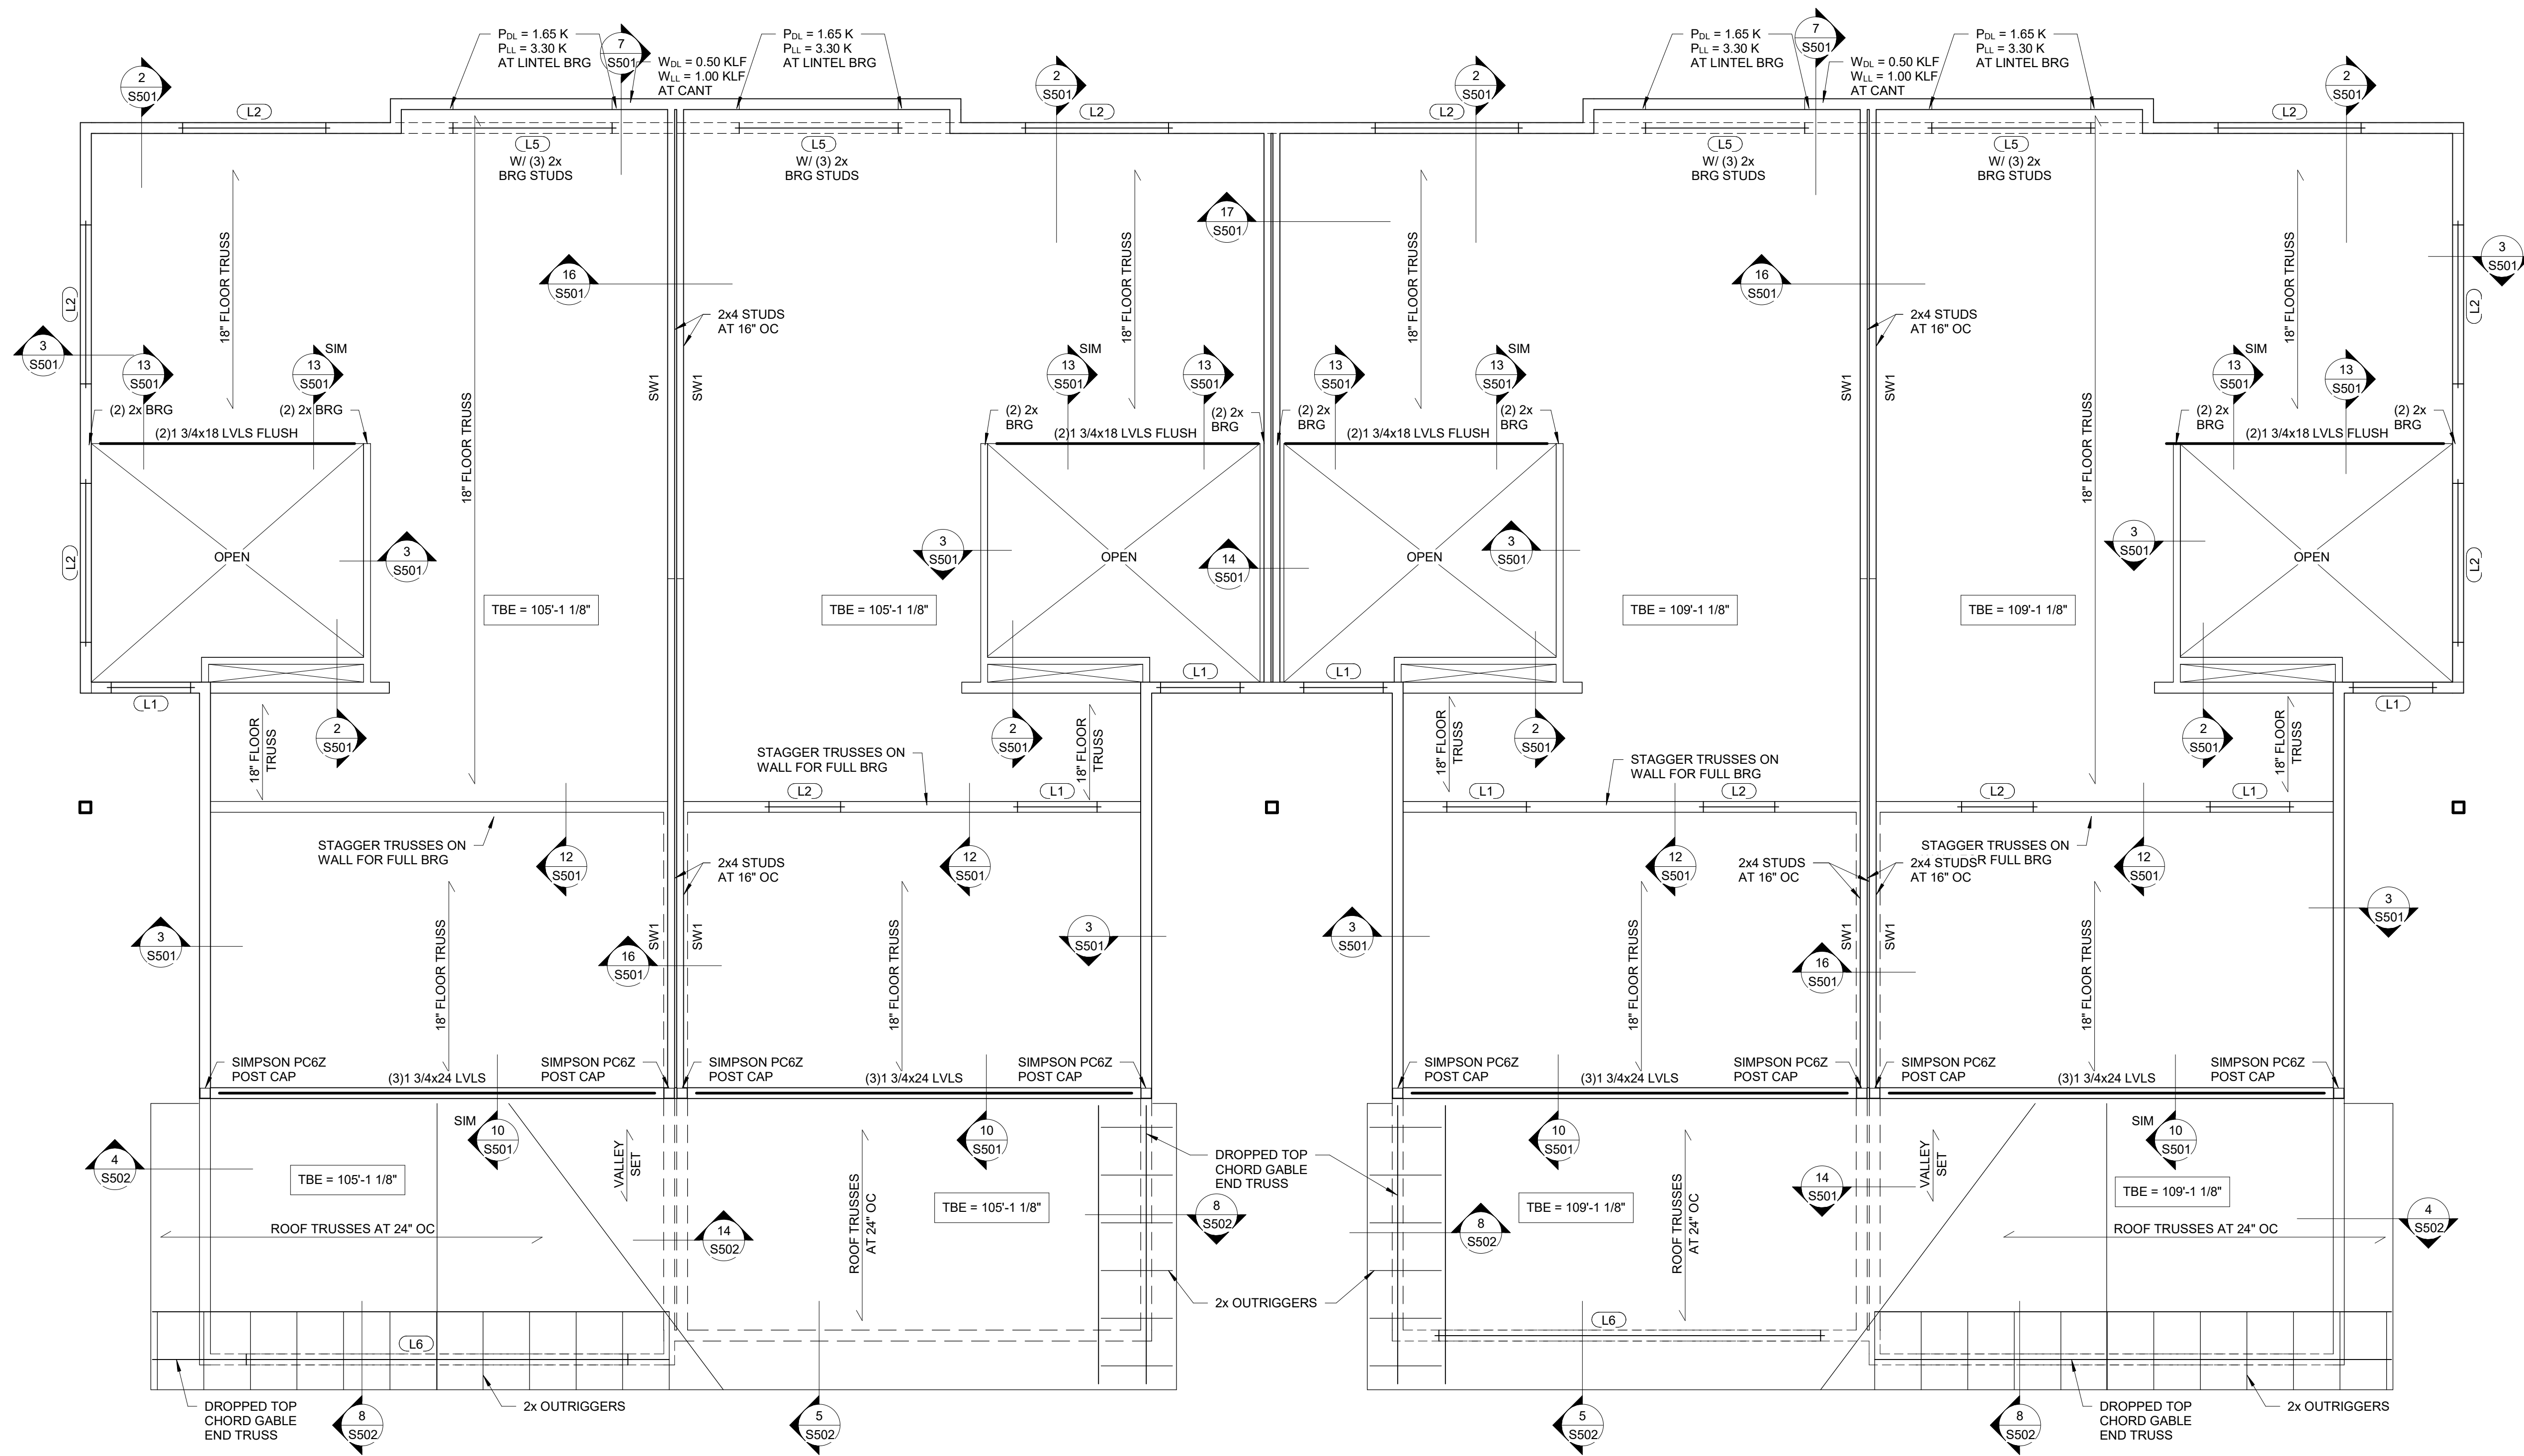 PDL = 1.65 K
PLL = 3.30 K
AT LINTEL BRG
7
S501
WDL = 0.50 KLF
WLL = 1.00 KLF
AT CANT
PDL = 1.65 K
PLL = 3.30 K
AT LINTEL BRG
PDL = 1.65 K
PLL = 3.30 K
AT LINTEL BRG
7
S501
WDL = 0.50 KLF
WLL = 1.00 KLF
AT CANT
PDL = 1.65 K
PLL = 3.30 K
AT LINTEL BRG
2
S501
2
S501
2
S501
2
S501
L2
L2
L2
L2
L5
W/ (3) 2x
BRG STUDS
L5
W/ (3) 2x
BRG STUDS
L5
W/ (3) 2x
BRG STUDS
L5
W/ (3) 2x
BRG STUDS
17
S501
18" FLOOR TRUSS
18" FLOOR TRUSS
18" FLOOR TRUSS
18" FLOOR TRUSS
16
S501
16
S501
3
S501
L2
L2
2x4 STUDS
AT 16" OC
2x4 STUDS
AT 16" OC
3
S501
13
S501
SIM
13
S501
SIM
13
S501
13
S501
13
S501
SIM
13
S501
SIM
13
S501
13
S501
SW1
SW1
SW1
SW1
(2) 2x BRG
(2) 2x BRG
(2) 2x
BRG
(2) 2x
BRG
(2) 2x
BRG
(2) 2x
BRG
(2) 2x
BRG
(2) 2x
BRG
(2)1 3/4x18 LVLS FLUSH
(2)1 3/4x18 LVLS FLUSH
(2)1 3/4x18 LVLS FLUSH
(2)1 3/4x18 LVLS FLUSH
18" FLOOR TRUSS
18" FLOOR TRUSS
L2
OPEN
3
S501
3
S501
OPEN
14
S501
OPEN
3
S501
3
S501
OPEN
L2
TBE = 105'-1 1/8"
TBE = 105'-1 1/8"
TBE = 109'-1 1/8"
TBE = 109'-1 1/8"
L1
L1
L1
L1
18" FLOOR
TRUSS
2
S501
2
S501
18" FLOOR
TRUSS
18" FLOOR
TRUSS
2
S501
2
S501
18" FLOOR
TRUSS
STAGGER TRUSSES ON
WALL FOR FULL BRG
STAGGER TRUSSES ON
WALL FOR FULL BRG
L2
L1
L1
L2
L2
L1
STAGGER TRUSSES ON
WALL FOR FULL BRG
12
S501
2x4 STUDS
AT 16" OC
12
S501
12
S501
2x4 STUDS
AT 16" OC
STAGGER TRUSSES ON
R FULL BRG
2x4 STUDS
AT 16" OC
12
S501
3
S501
18" FLOOR TRUSS
SW1
SW1
16
S501
18" FLOOR TRUSS
3
S501
3
S501
18" FLOOR TRUSS
SW1
SW1
16
S501
18" FLOOR TRUSS
3
S501
SIMPSON PC6Z
POST CAP
(3)1 3/4x24 LVLS
SIMPSON PC6Z
POST CAP
SIMPSON PC6Z
POST CAP
(3)1 3/4x24 LVLS
SIMPSON PC6Z
POST CAP
SIMPSON PC6Z
POST CAP
(3)1 3/4x24 LVLS
SIMPSON PC6Z
POST CAP
SIMPSON PC6Z
POST CAP
(3)1 3/4x24 LVLS
SIMPSON PC6Z
POST CAP
SIM
10
S501
10
S501
10
S501
SIM
10
S501
4
S502
TBE = 105'-1 1/8"
VALLEY
SET
ROOF TRUSSES
AT 24" OC
TBE = 105'-1 1/8"
DROPPED TOP
CHORD GABLE
END TRUSS
8
S502
8
S502
TBE = 109'-1 1/8"
ROOF TRUSSES
AT 24" OC
14
S501
VALLEY
SET
TBE = 109'-1 1/8"
4
S502
ROOF TRUSSES AT 24" OC
14
S502
ROOF TRUSSES AT 24" OC
2x OUTRIGGERS
L6
L6
DROPPED TOP
CHORD GABLE
END TRUSS
8
S502
2x OUTRIGGERS
5
S502
5
S502
8
S502
DROPPED TOP
CHORD GABLE
END TRUSS
2x OUTRIGGERS